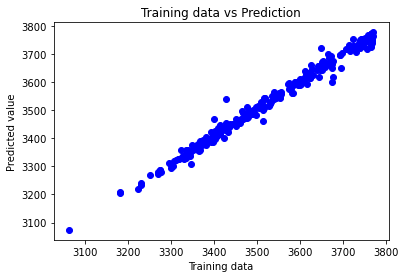 Training data vs Prediction
3800
3700
3600
3500
3400
3300
3200
3100
Predicted value
3100 3200 3300 3400 3500 3600 3700 3800
Training data